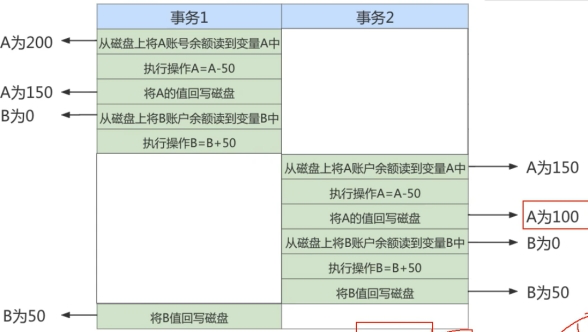 事务1 事务2
A为200 从磁盘上将A账号余额读到变量A中
执行操作A=A-50
A为150 将A的值回写磁盘
B为0 从磁盘上将B账户余额读到变量B中
执行操作B=B+50
从磁盘上将A账户余额读到变量A中 A为150
执行操作A=A-50
将A的值回写磁盘 A为100
从磁盘上将B账户余额读到变量B中 B为0
执行操作B=B+50
将B值回写磁盘 B为50
B为50 将B值回写磁盘